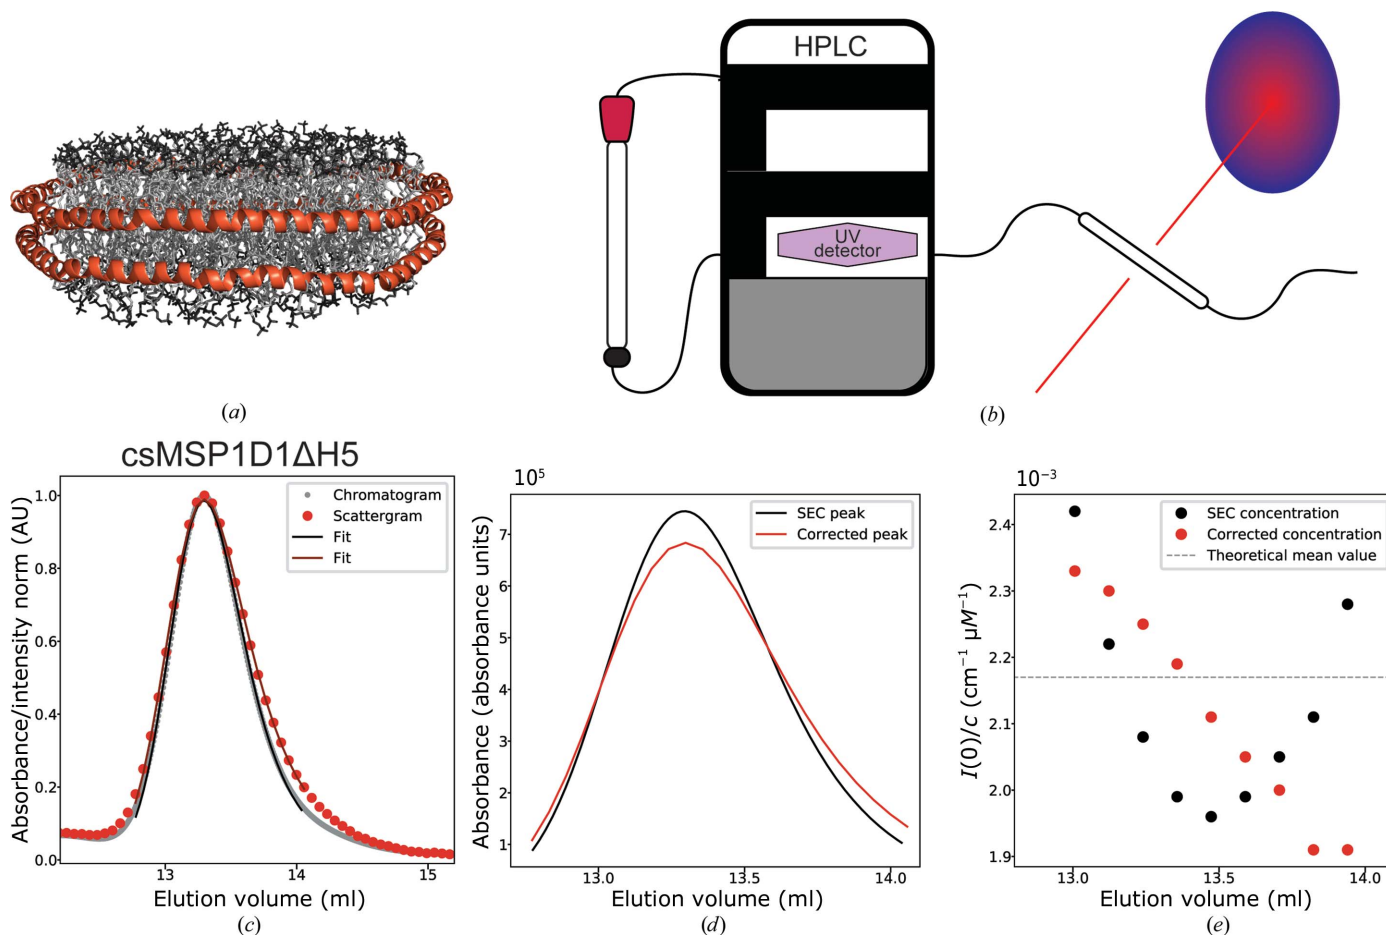 HPLC
UV
detector
(a)
(b)
csMSP1D1ΔH5
Absorbance/intensity norm (AU)
1.0
0.8
0.6
0.4
0.2
0.0
Chromatogram
Scattergram
Fit
Fit
13
14
15
Elution volume (ml)
(c)
10⁵
Absorbance (absorbance units)
7
6
5
4
3
2
1
SEC peak
Corrected peak
13.0
13.5
14.0
Elution volume (ml)
(d)
10⁻³
I(0)/c (cm⁻¹ μM⁻¹)
2.4
2.3
2.2
2.1
2.0
1.9
SEC concentration
Corrected concentration
Theoretical mean value
13.0
13.5
14.0
Elution volume (ml)
(e)